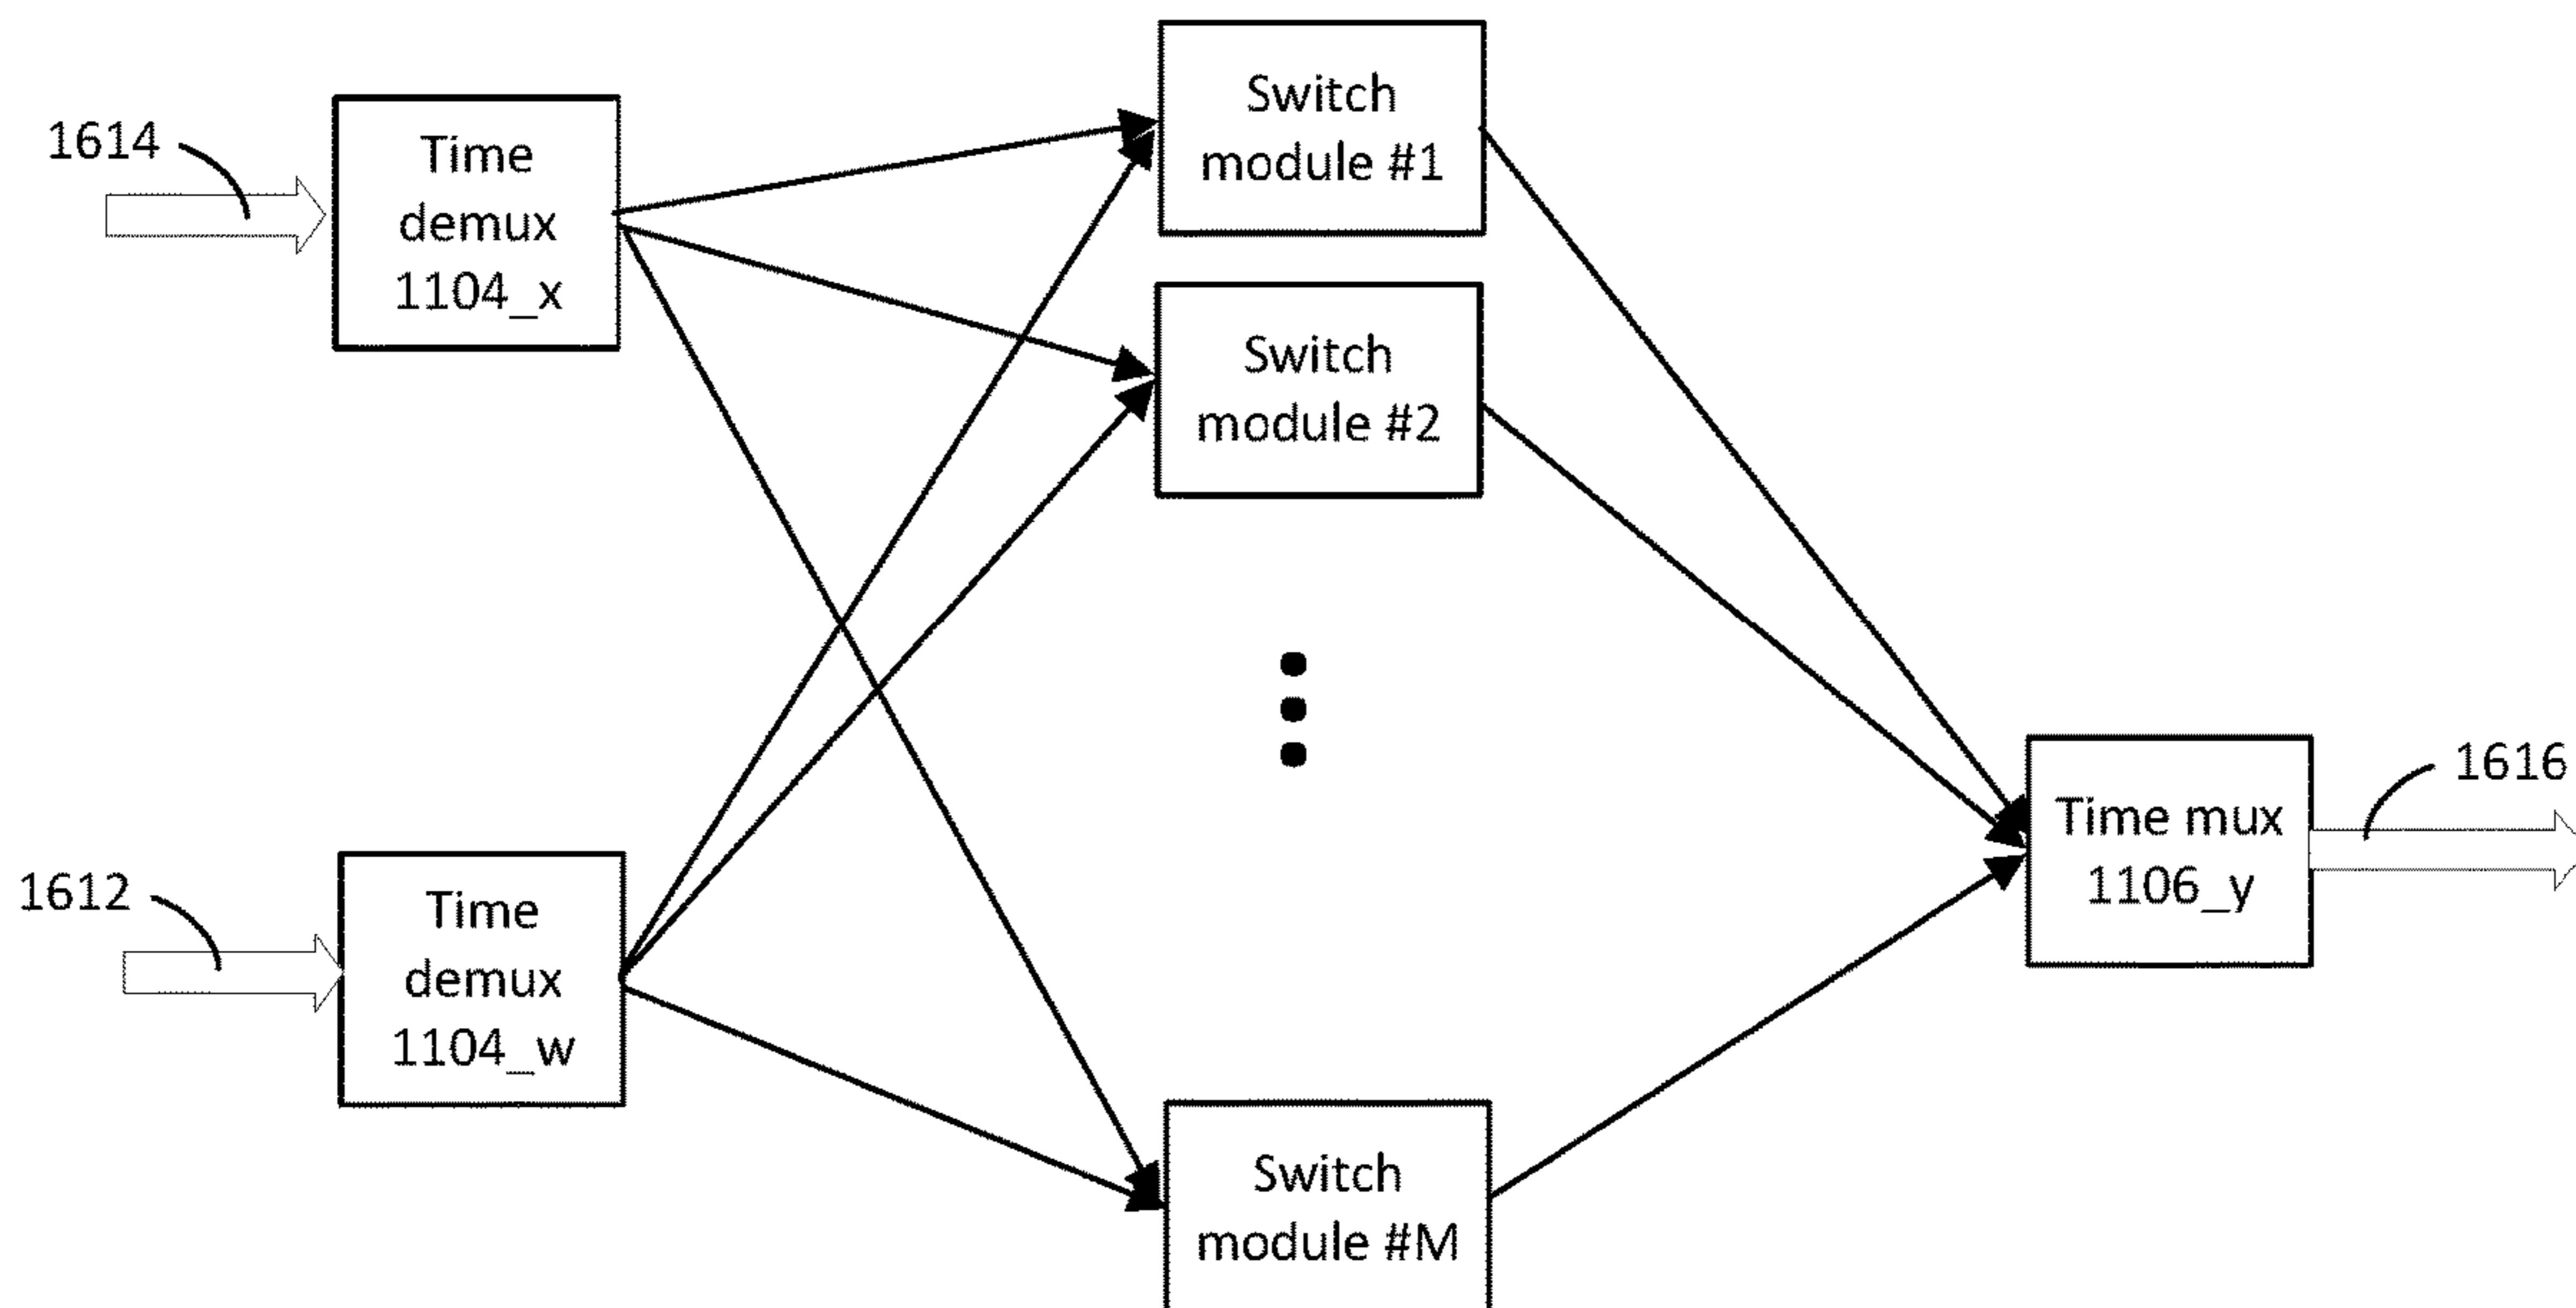 Switch
module #1
1614
Time
demux
1104_x
Switch
module #2
1612
Time
demux
1104_w
Time mux
1106_y
1616
Switch
module #M